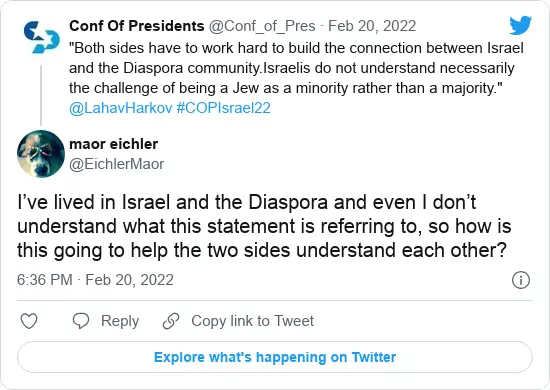 Conf Of Presidents @Conf_of_Pres · Feb 20, 2022
"Both sides have to work hard to build the connection between Israel
and the Diaspora community.Israelis do not understand necessarily
the challenge of being a Jew as a minority rather than a majority."
@LahavHarkov #COPIsrael22
maor eichler
@EichlerMaor
I’ve lived in Israel and the Diaspora and even I don’t
understand what this statement is referring to, so how is
this going to help the two sides understand each other?
6:36 PM · Feb 20, 2022
Reply
Copy link to Tweet
Explore what's happening on Twitter